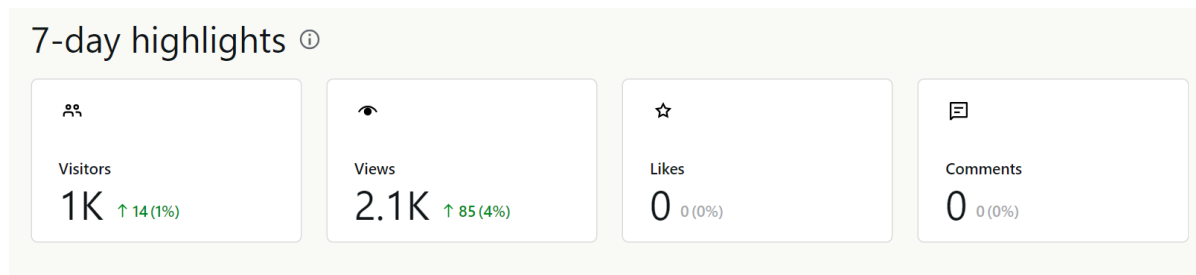 7-day highlights
Visitors
1K ↑ 14 (1%)
Views
2.1K ↑ 85 (4%)
Likes
0 0 (0%)
Comments
0 0 (0%)